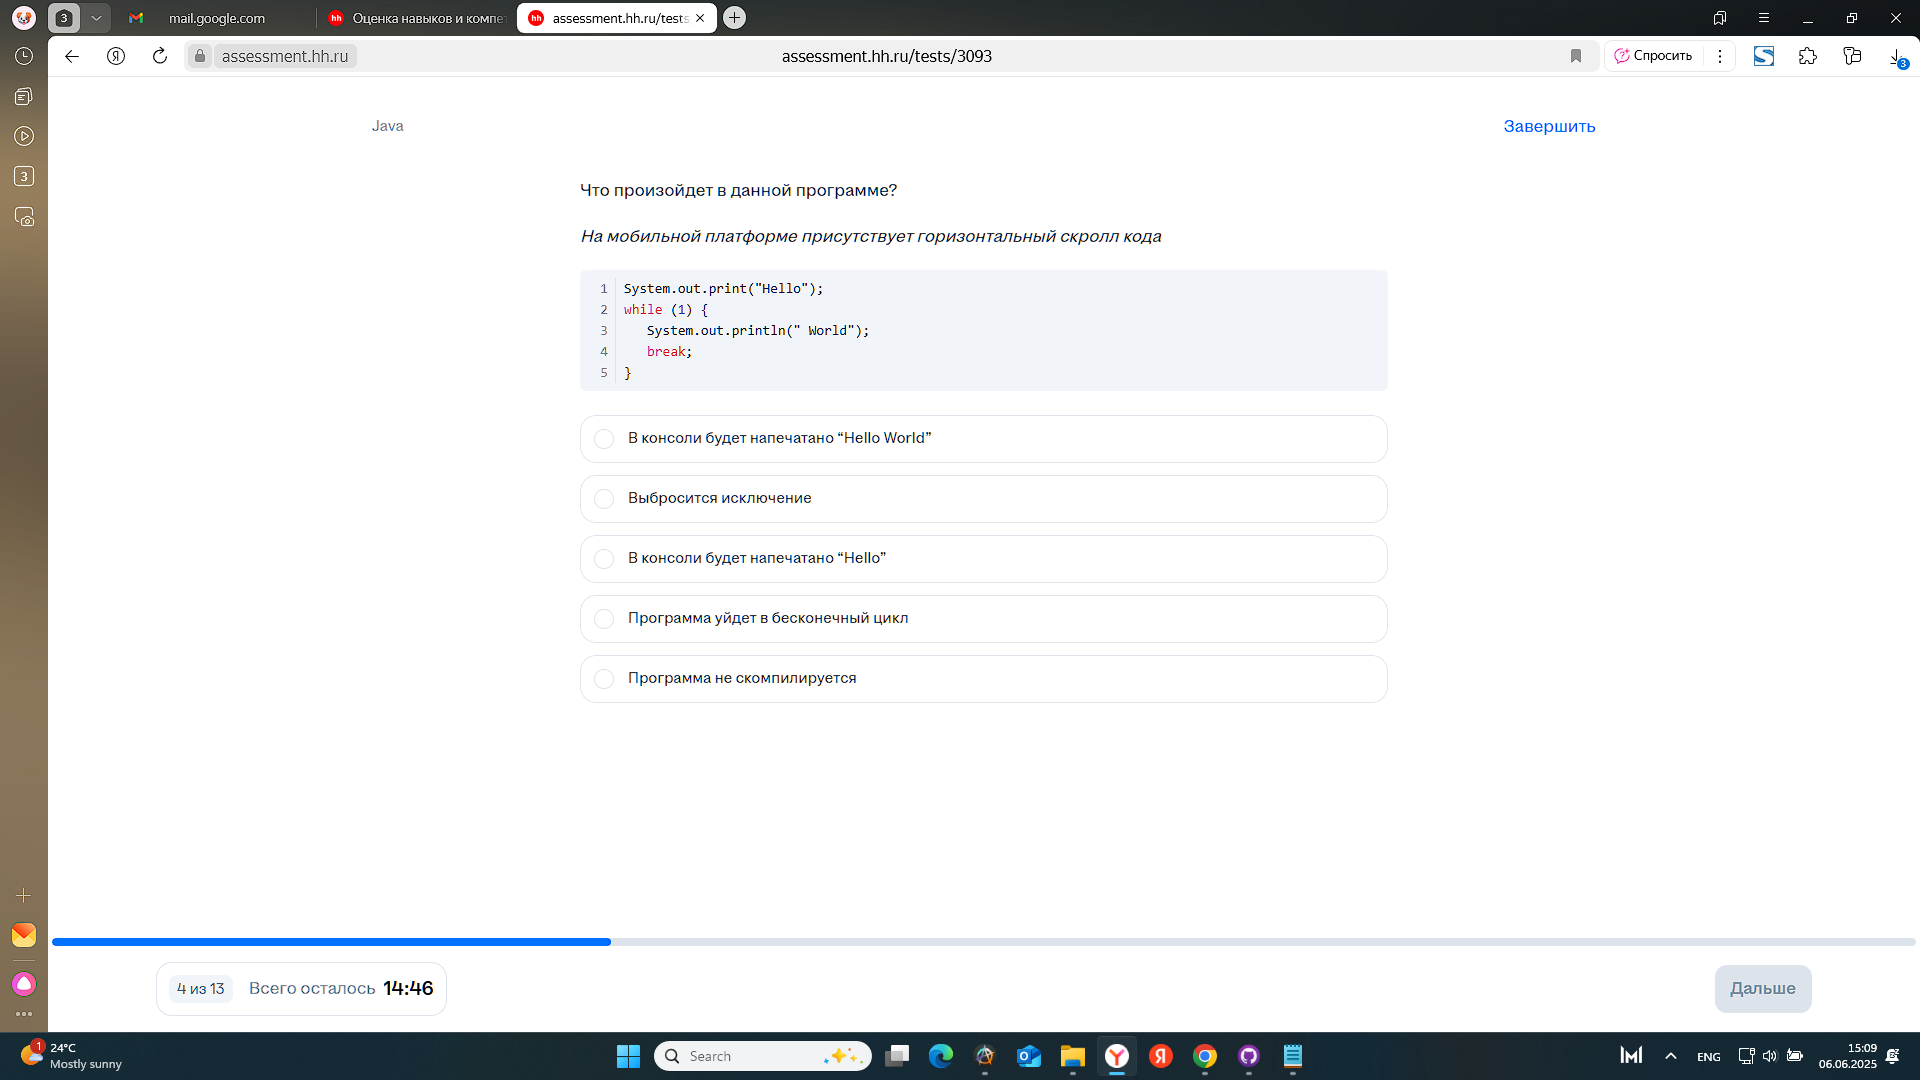 3
mail.google.com
hh
Оценка навыков и компе
hh
assessment.hh.ru/tests
Я
assessment.hh.ru
assessment.hh.ru/tests/3093
Спросить
3
3
Java
Завершить
Что произойдет в данной программе?
На мобильной платформе присутствует горизонтальный скролл кода
1 System.out.print("Hello");
2 while (1) {
3 System.out.println(" World");
4 break;
5 }
В консоли будет напечатано “Hello World”
Выбросится исключение
В консоли будет напечатано “Hello”
Программа уйдет в бесконечный цикл
Программа не скомпилируется
4 из 13
Всего осталось 14:46
Дальше
1
24°C
Mostly sunny
Search
Я
ENG
15:09
06.06.2025